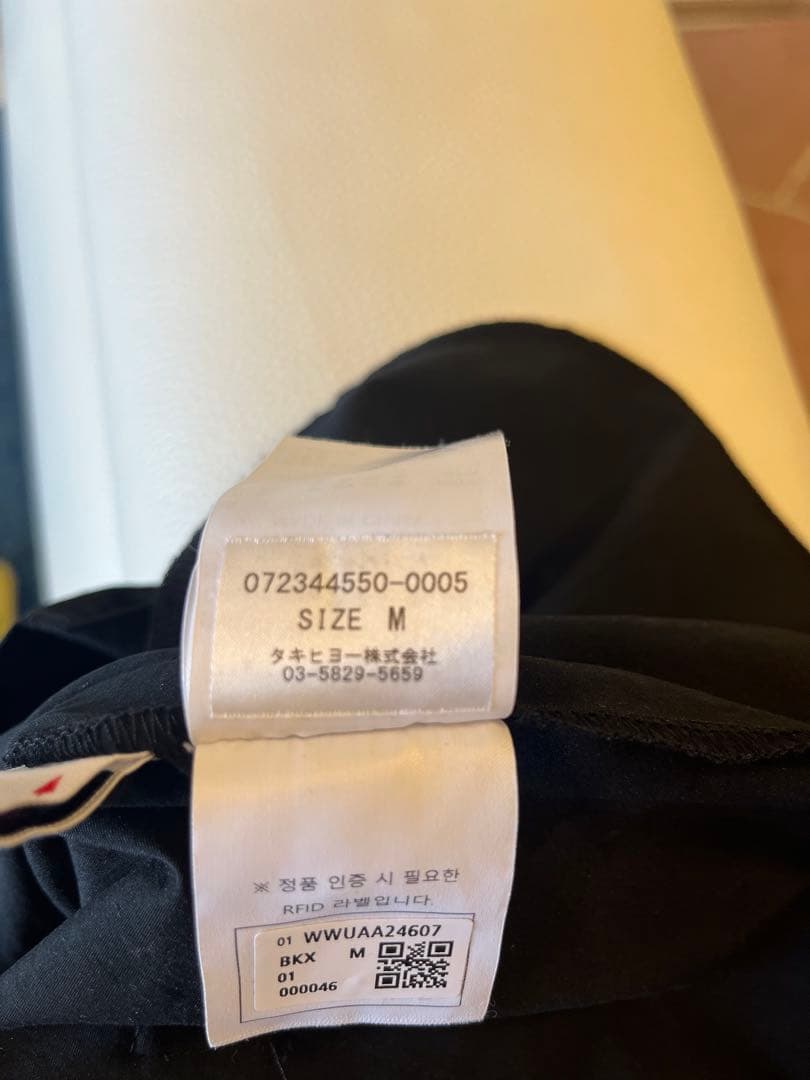 072344550-0005
SIZE M
タキヒヨー株式会社
03-5829-5659
※ 정품 인증 시 필요한
RFID 라벨입니다.
01 WWUAA24607
BKX M
01
000046